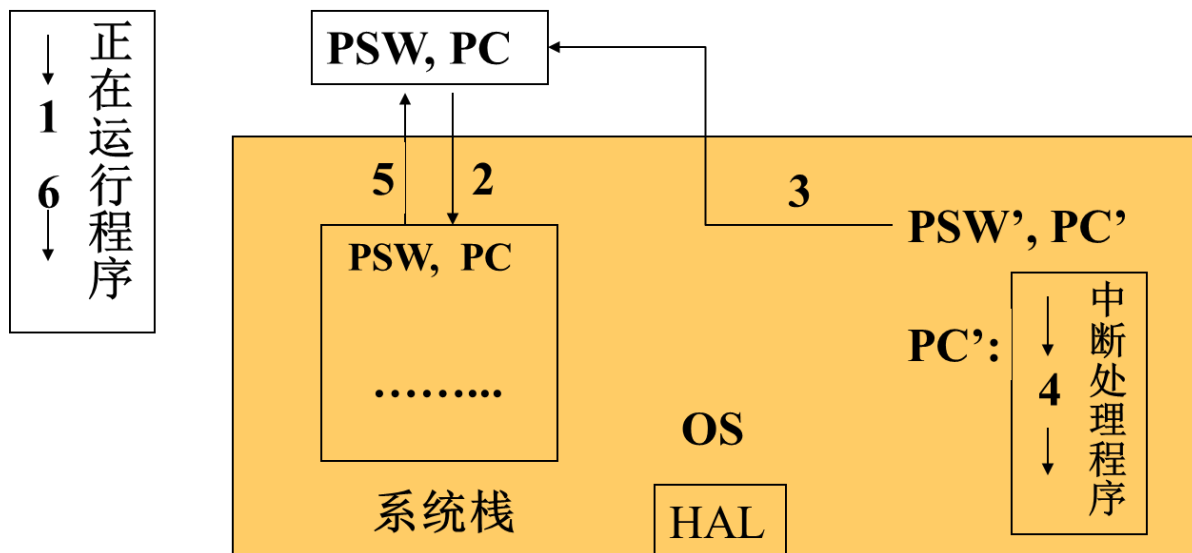 正在运行程序
1
6
PSW, PC
5
2
3
PSW, PC
………...
系统栈
OS
HAL
PSW’, PC’
PC’:
4
中断处理程序